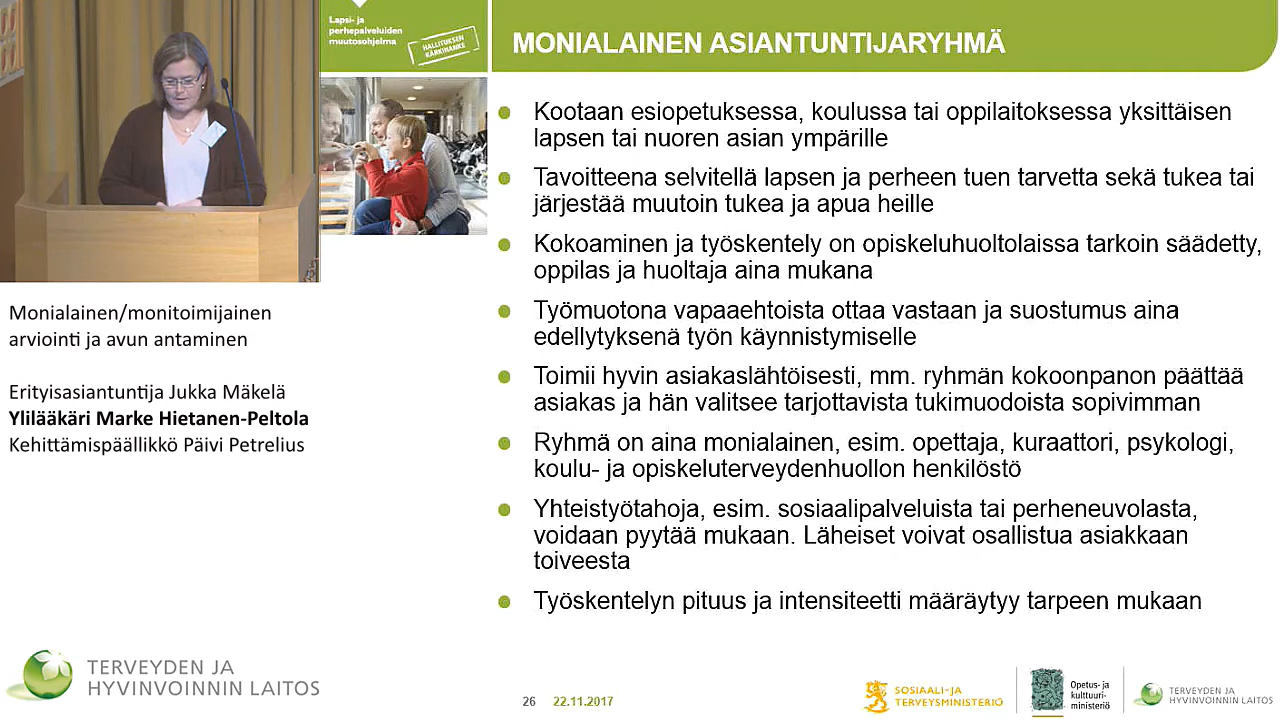 Lapsi- ja
perhepalveluiden
muutosohjelma
HALLITUKSEN
KÄRKIHANKE
MONIALAINEN ASIANTUNTIJARYHMÄ
Kootaan esiopetuksessa, koulussa tai oppilaitoksessa yksittäisen
lapsen tai nuoren asian ympärille
Tavoitteena selvitellä lapsen ja perheen tuen tarvetta sekä tukea tai
järjestää muutoin tukea ja apua heille
Kokoaminen ja työskentely on opiskeluhuoltolaissa tarkoin säädetty,
oppilas ja huoltaja aina mukana
Työmuotona vapaaehtoista ottaa vastaan ja suostumus aina
edellytyksenä työn käynnistymiselle
Toimii hyvin asiakaslähtöisesti, mm. ryhmän kokoonpanon päättää
asiakas ja hän valitsee tarjottavista tukimuodoista sopivimman
Ryhmä on aina monialainen, esim. opettaja, kuraattori, psykologi,
koulu- ja opiskeluterveydenhuollon henkilöstö
Yhteistyötahoja, esim. sosiaalipalveluista tai perheneuvolasta,
voidaan pyytää mukaan. Läheiset voivat osallistua asiakkaan
toiveesta
Työskentelyn pituus ja intensiteetti määräytyy tarpeen mukaan
Monialainen/monitoimijainen
arviointi ja avun antaminen
Erityisasiantuntija Jukka Mäkelä
Ylilääkäri Marke Hietanen-Peltola
Kehittämispäällikkö Päivi Petrelius
TERVEYDEN JA
HYVINVOINNIN LAITOS
26 22.11.2017
SOSIAALI- JA
TERVEYSMINISTERIÖ
Opetus- ja
kulttuuri-
ministeriö
TERVEYDEN JA
HYVINVOINNIN LAITOS